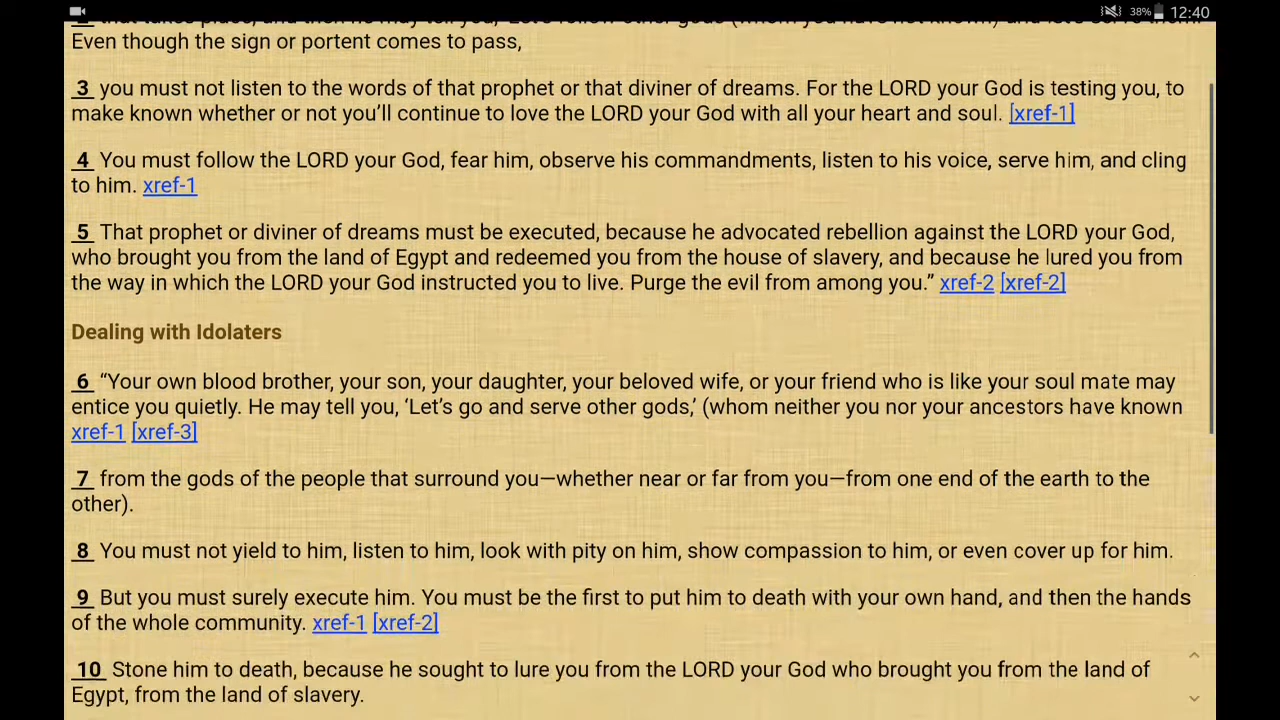 38% 12:40
Even though the sign or portent comes to pass,
3 you must not listen to the words of that prophet or that diviner of dreams. For the LORD your God is testing you, to
make known whether or not you’ll continue to love the LORD your God with all your heart and soul. [xref-1]
4 You must follow the LORD your God, fear him, observe his commandments, listen to his voice, serve him, and cling
to him. xref-1
5 That prophet or diviner of dreams must be executed, because he advocated rebellion against the LORD your God,
who brought you from the land of Egypt and redeemed you from the house of slavery, and because he lured you from
the way in which the LORD your God instructed you to live. Purge the evil from among you.” xref-2 [xref-2]
Dealing with Idolaters
6 “Your own blood brother, your son, your daughter, your beloved wife, or your friend who is like your soul mate may
entice you quietly. He may tell you, ‘Let’s go and serve other gods,’ (whom neither you nor your ancestors have known
xref-1 [xref-3]
7 from the gods of the people that surround you—whether near or far from you—from one end of the earth to the
other).
8 You must not yield to him, listen to him, look with pity on him, show compassion to him, or even cover up for him.
9 But you must surely execute him. You must be the first to put him to death with your own hand, and then the hands
of the whole community. xref-1 [xref-2]
10 Stone him to death, because he sought to lure you from the LORD your God who brought you from the land of
Egypt, from the land of slavery.